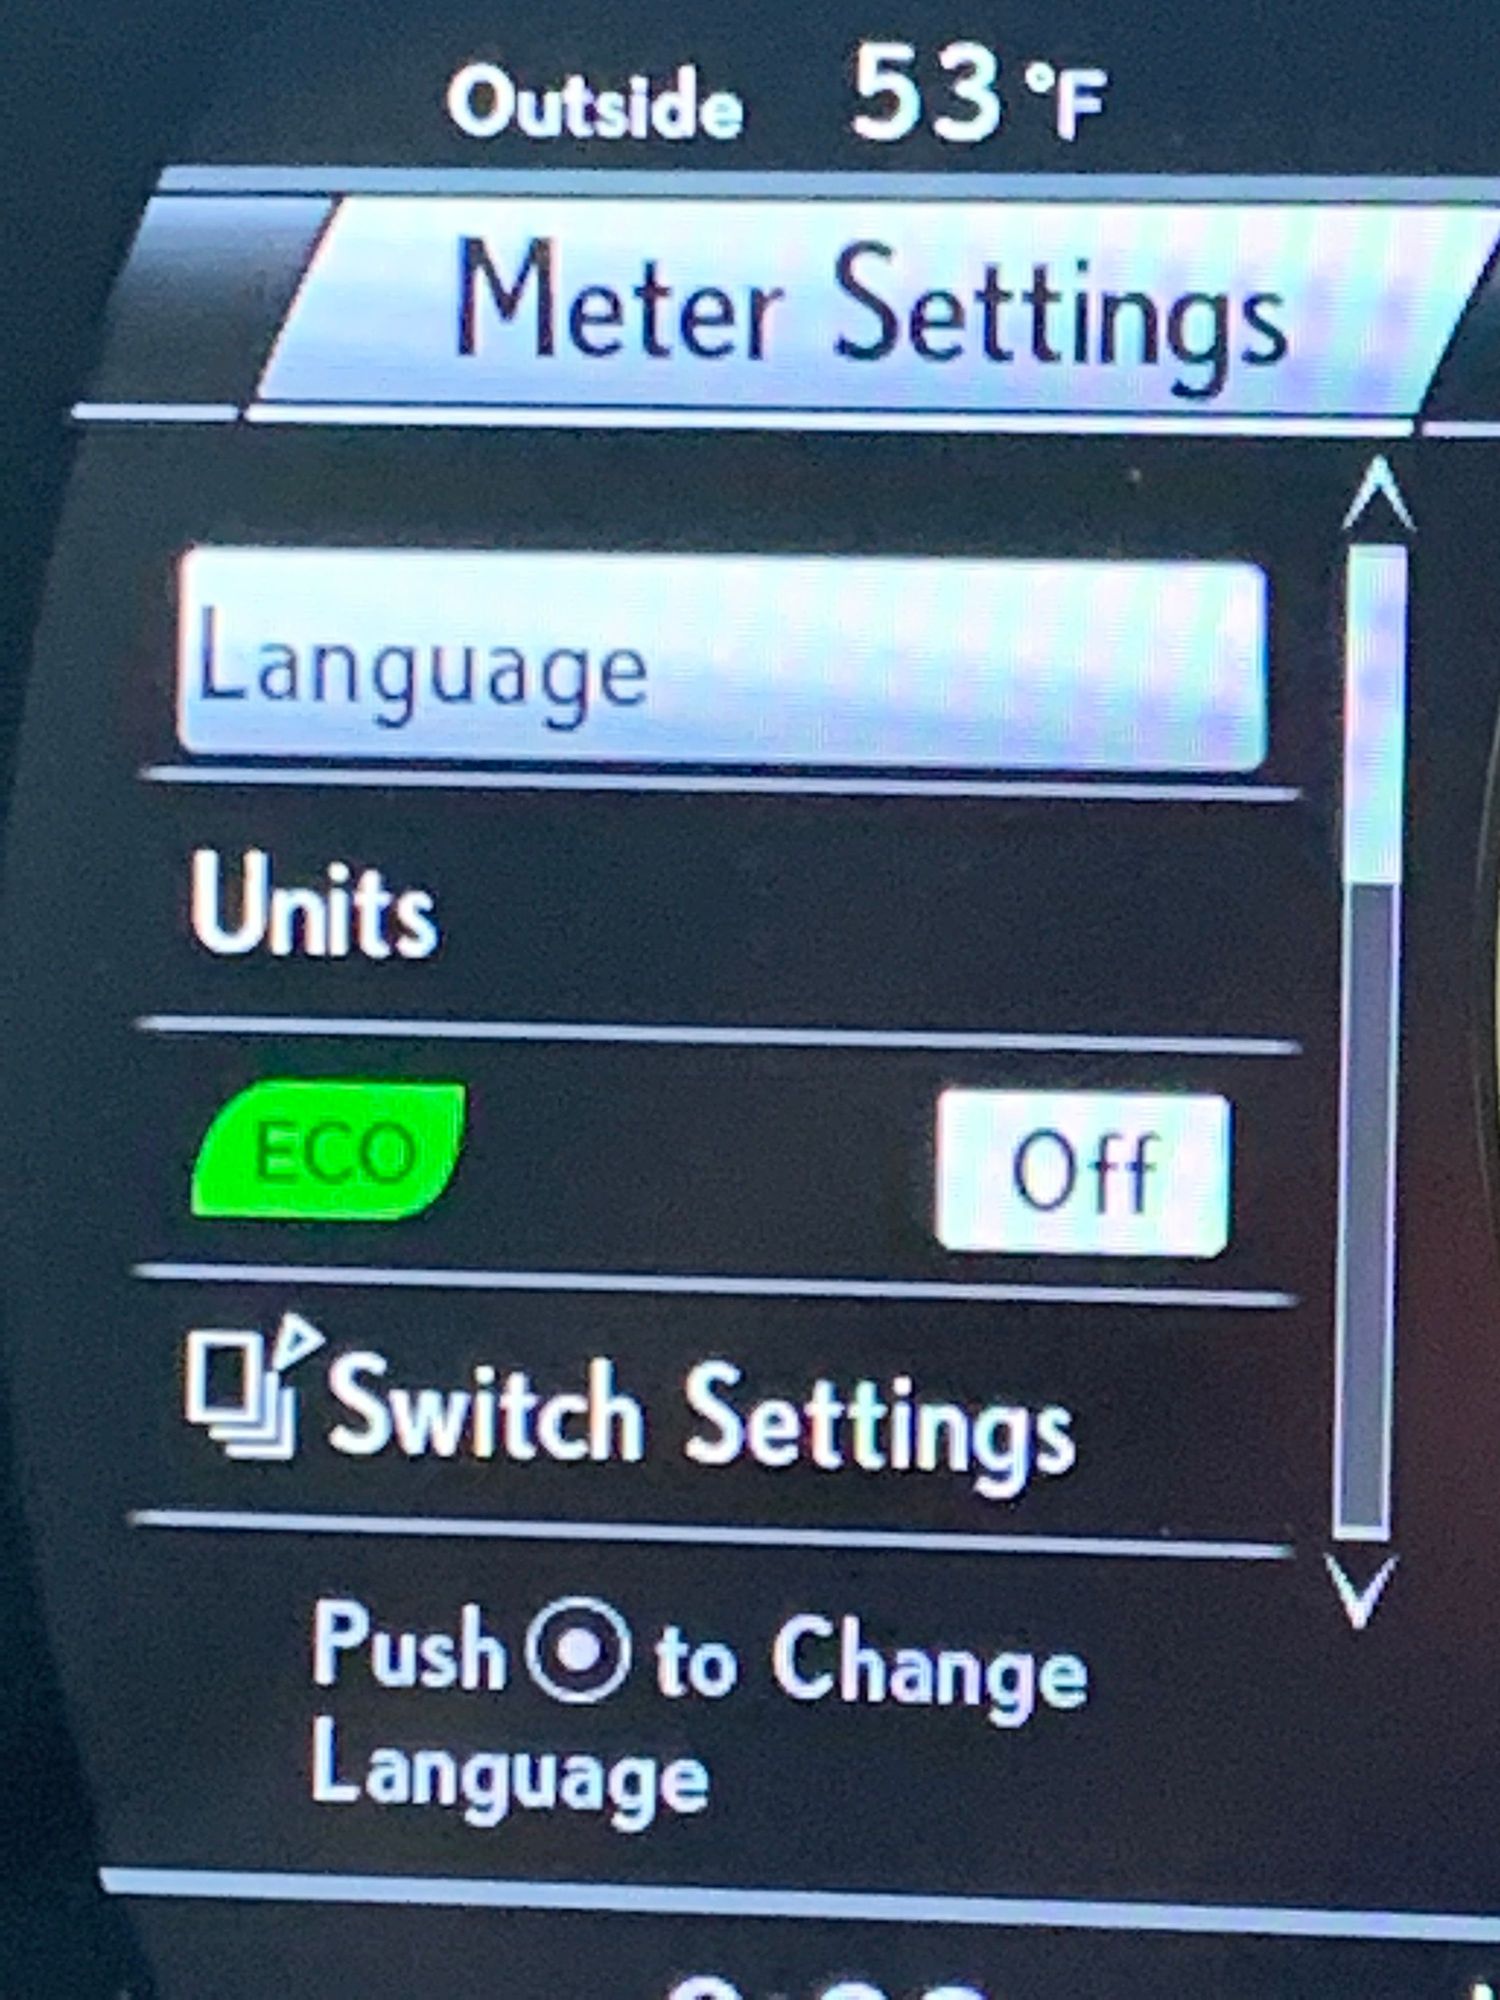 Outside 53 °F
Meter Settings
Language
Units
ECO Off
Switch Settings
Push to Change
Language